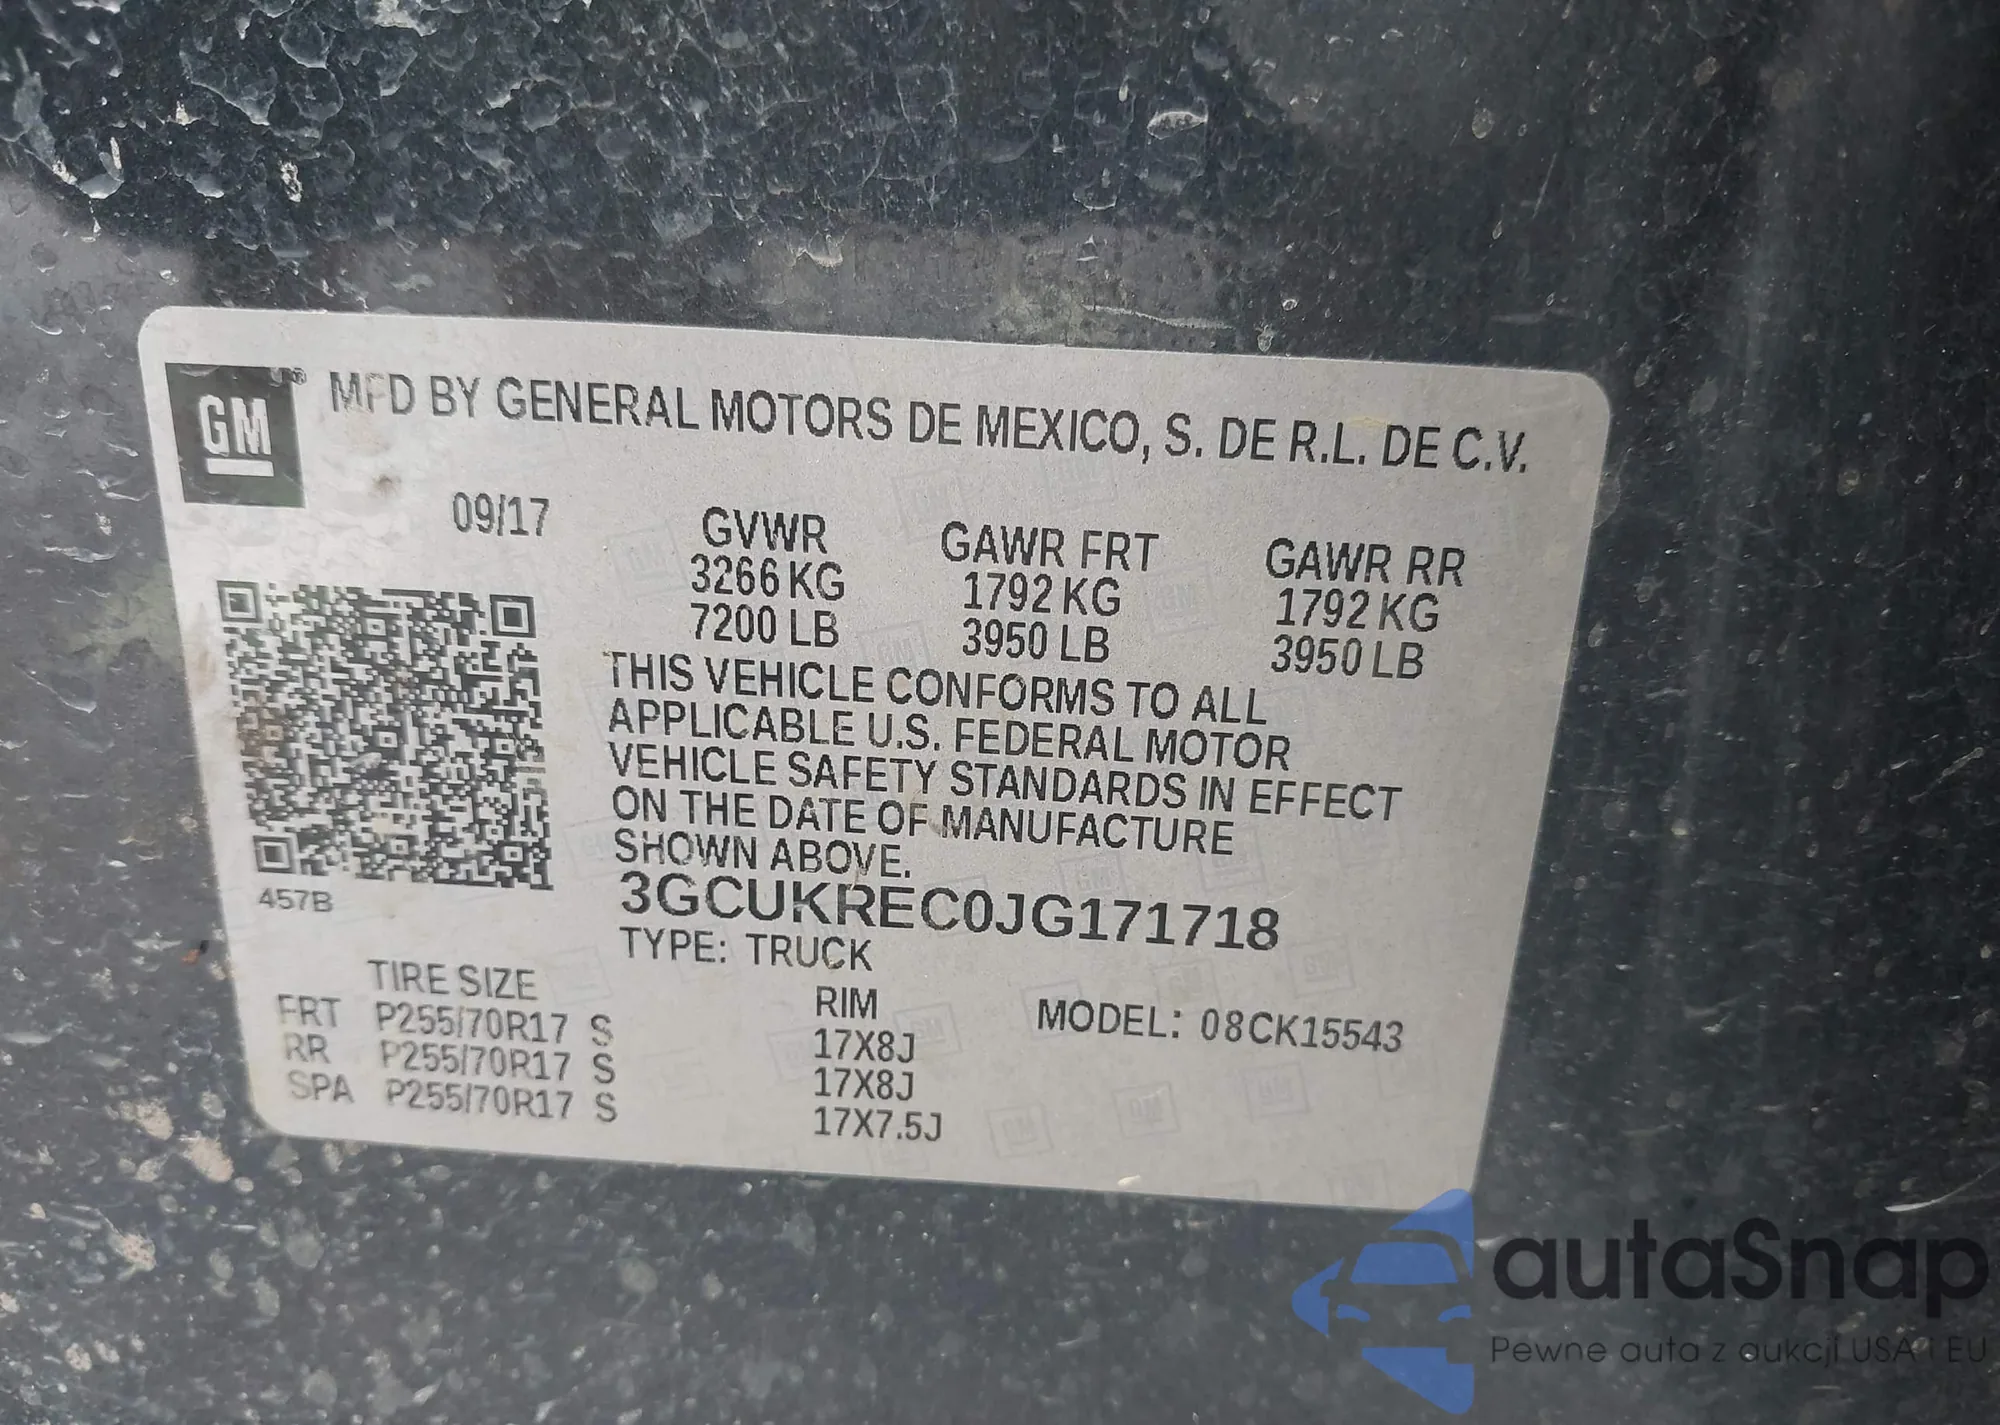 GM
MFD BY GENERAL MOTORS DE MEXICO, S. DE R.L. DE C.V.
09/17
GVWR GAWR FRT GAWR RR
3266 KG 1792 KG 1792 KG
7200 LB 3950 LB 3950 LB
THIS VEHICLE CONFORMS TO ALL
APPLICABLE U.S. FEDERAL MOTOR
VEHICLE SAFETY STANDARDS IN EFFECT
ON THE DATE OF MANUFACTURE
SHOWN ABOVE.
457B
3GCUKREC0JG171718
TYPE: TRUCK
TIRE SIZE RIM MODEL: 08CK15543
FRT P255/70R17 S 17X8J
RR P255/70R17 S 17X8J
SPA P255/70R17 S 17X7.5J
autaSnap
Pewne auta z aukcji USA i EU